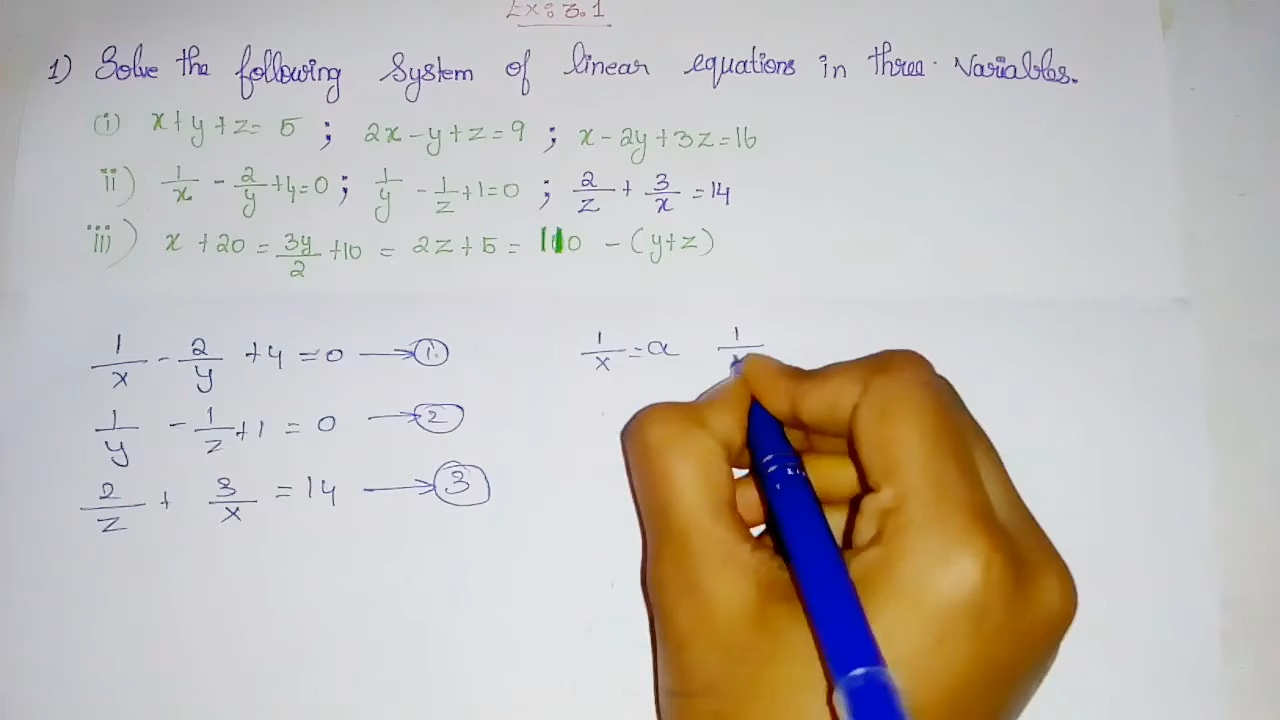 Ex: 3.1
1) Solve the following System of linear equations in three Variables.
(i) x+y+z= 5 ; 2x-y+z=9 ; x-2y+3z=16
ii) 1/x - 2/y +4=0 ; 1/y - 1/z +1=0 ; 2/z + 3/x = 14
iii) x +20 = 3y/2 +10 = 2z+5 = 110 - (y+z)
1/x - 2/y +4 =0 → ① 1/x = a 1/
1/y - 1/z +1 = 0 → ②
2/z + 3/x = 14 → ③